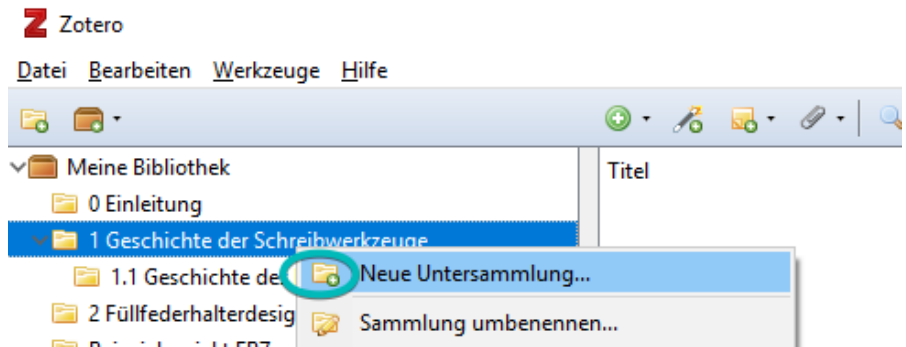 Zotero
Datei Bearbeiten Werkzeuge Hilfe
Meine Bibliothek
Titel
0 Einleitung
1 Geschichte der Schreibwerkzeuge
1.1 Geschichte de
Neue Untersammlung...
2 Füllfederhalterdesig
Sammlung umbenennen...